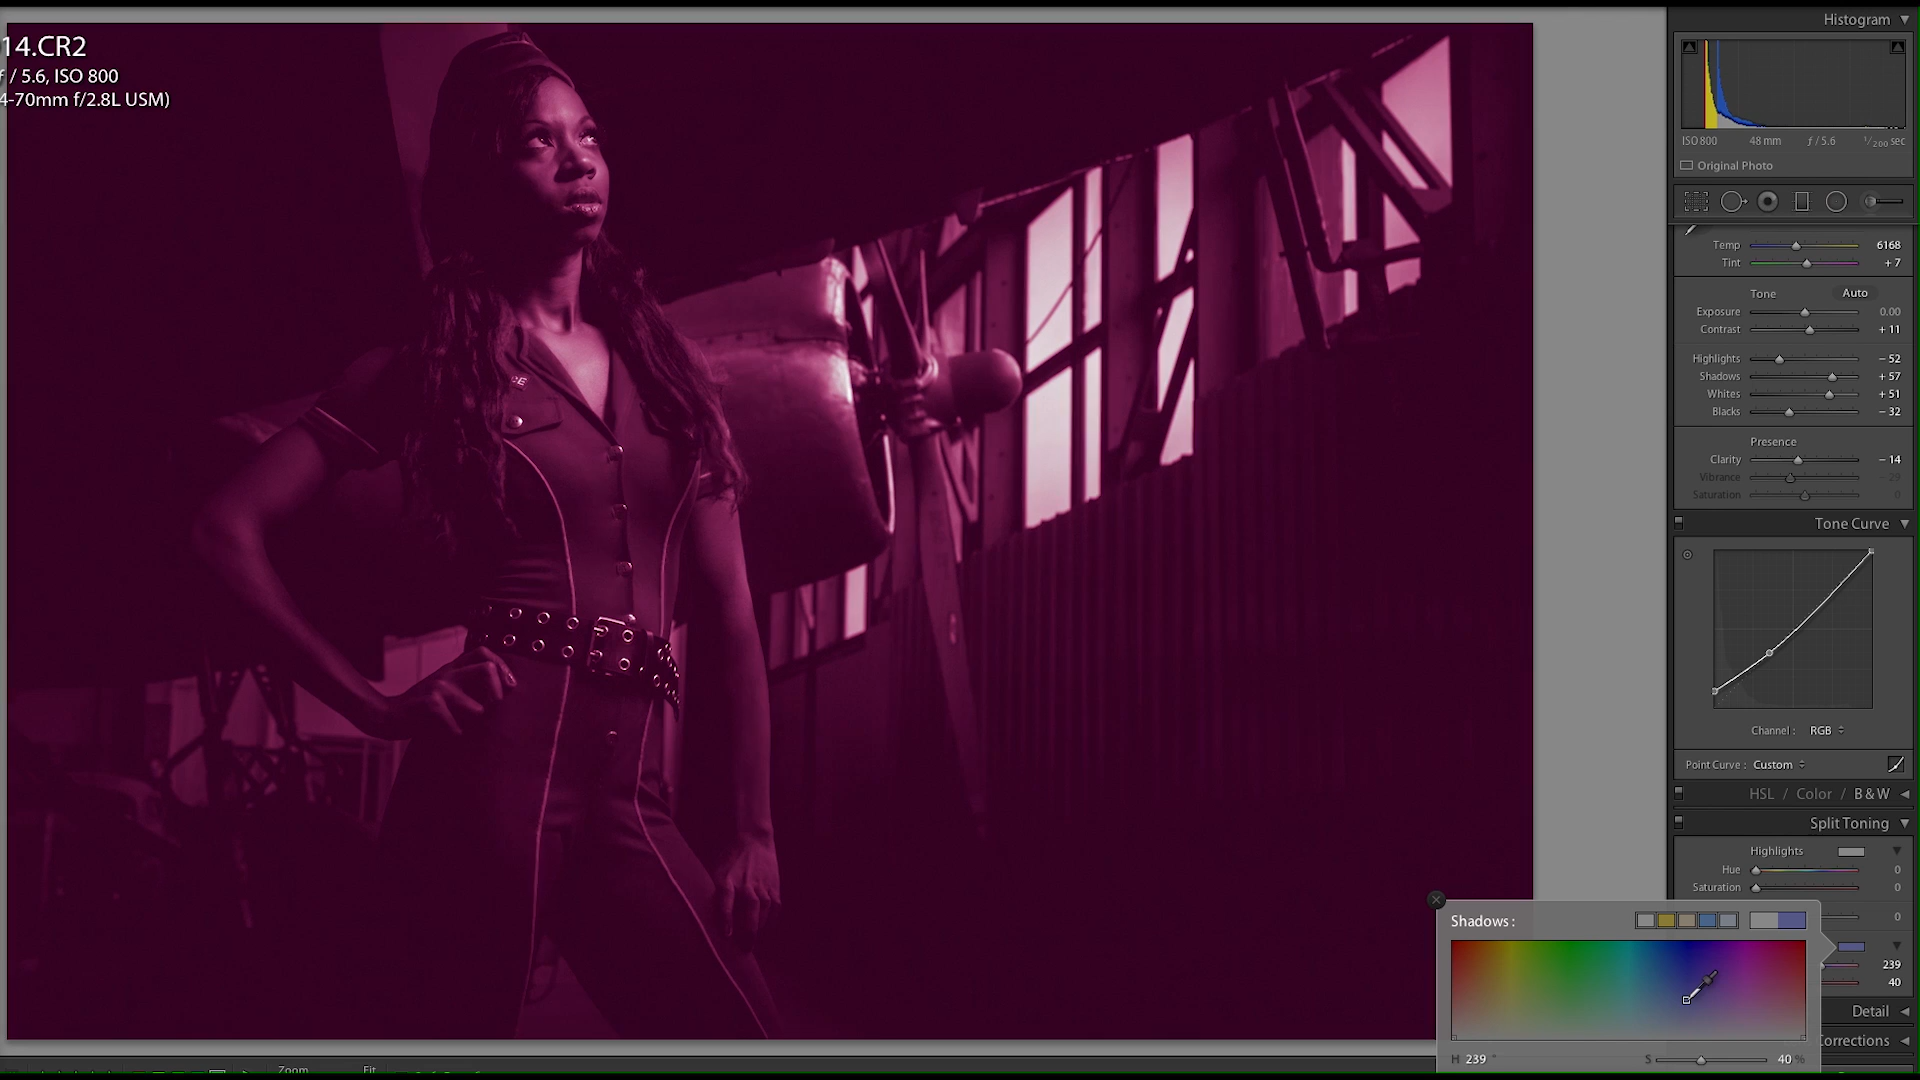 14.CR2
f / 5.6, ISO 800
4-70mm f/2.8L USM)
Histogram
ISO 800 48 mm ƒ / 5.6 1/200 sec
Original Photo
Temp 6168
Tint + 7
Tone Auto
Exposure 0.00
Contrast + 11
Highlights − 52
Shadows + 57
Whites + 51
Blacks − 32
Presence
Clarity − 14
Vibrance − 29
Saturation 0
Tone Curve
Channel : RGB
Point Curve : Custom
HSL / Color / B & W
Split Toning
Highlights
Hue 0
Saturation 0
0
Shadows :
239
40
Detail
Corrections
H 239 ° S 40 %
Zoom Fit